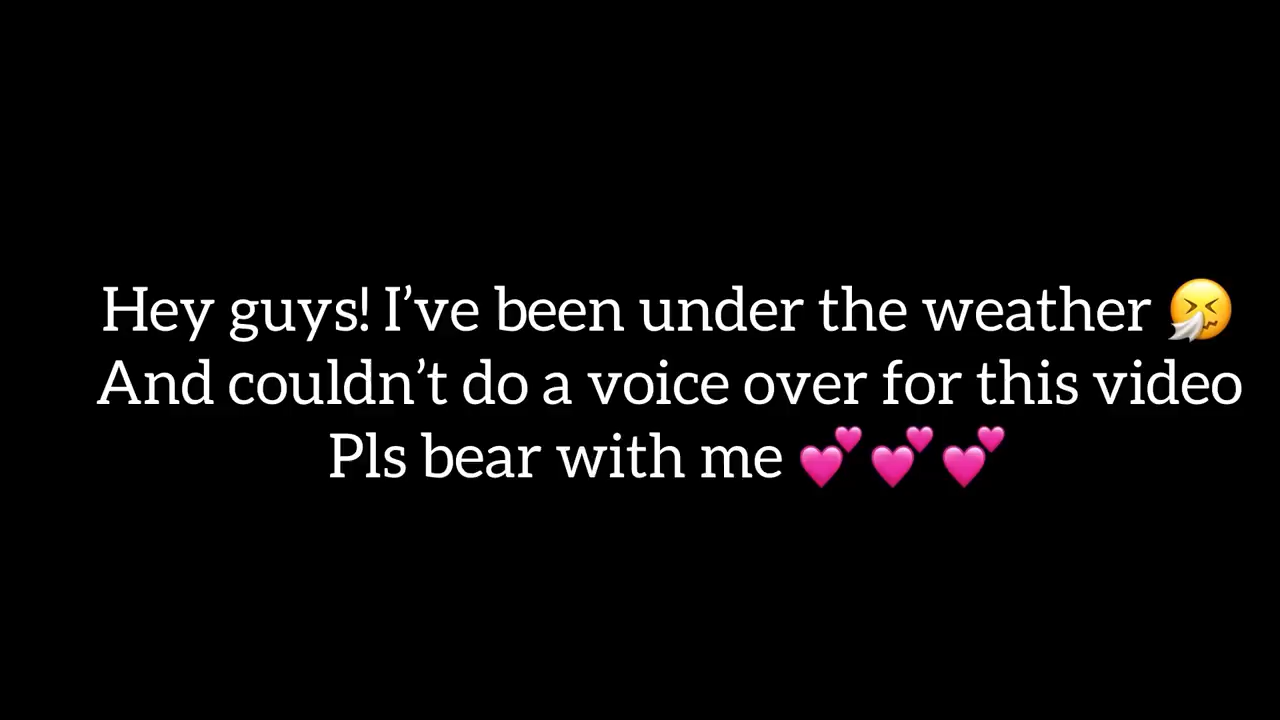 Hey guys! I’ve been under the weather 🤧
And couldn’t do a voice over for this video
Pls bear with me 💕💕💕